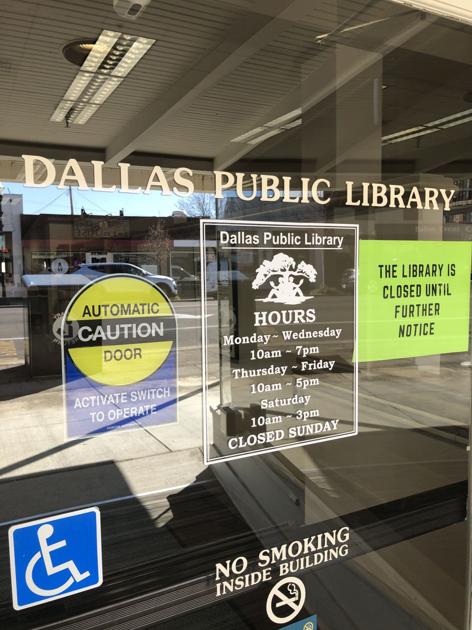 DALLAS PUBLIC LIBRARY
Dallas Public Library
HOURS
Monday ~ Wednesday
10am ~ 7pm
Thursday ~ Friday
10am ~ 5pm
Saturday
10am ~ 3pm
CLOSED SUNDAY
THE LIBRARY IS
CLOSED UNTIL
FURTHER
NOTICE
AUTOMATIC
CAUTION
DOOR
ACTIVATE SWITCH
TO OPERATE
NO SMOKING
INSIDE BUILDING